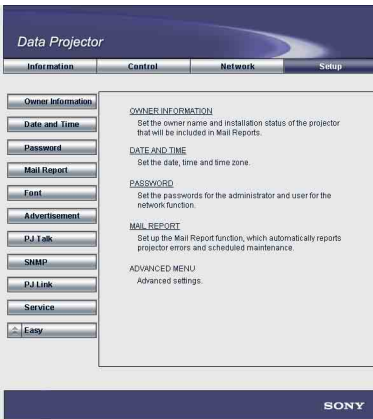 Data Projector
Information
Control
Network
Setup
Owner Information
Date and Time
Password
Mail Report
Font
Advertisement
PJ Talk
SNMP
PJ Link
Service
Easy
OWNER INFORMATION
Set the owner name and installation status of the projector
that will be included in Mail Reports.
DATE AND TIME
Set the date, time and time zone.
PASSWORD
Set the passwords for the administrator and user for the
network function.
MAIL REPORT
Set up the Mail Report function, which automatically reports
projector errors and scheduled maintenance.
ADVANCED MENU
Advanced settings.
SONY